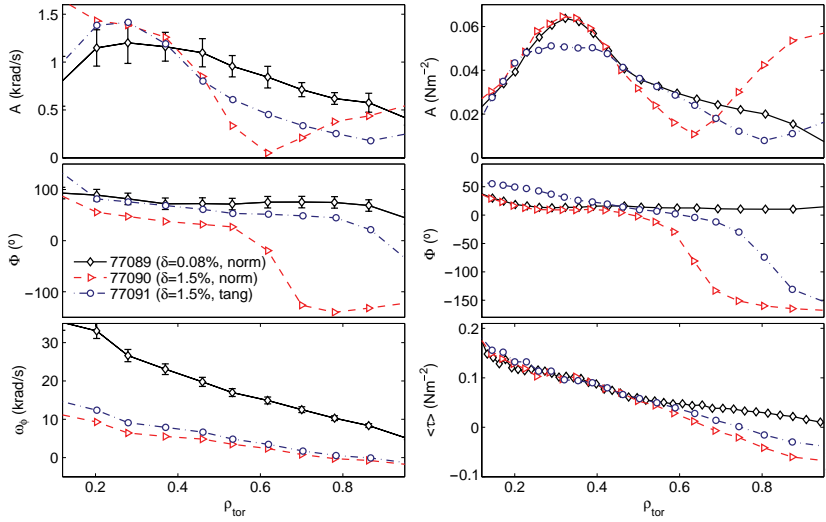 A (krad/s)
1.5
1
0.5
0
A (Nm⁻²)
0.06
0.04
0.02
0
Φ (º)
100
0
−100
77089 (δ=0.08%, norm)
77090 (δ=1.5%, norm)
77091 (δ=1.5%, tang)
Φ (º)
50
0
−50
−100
−150
ω_ϕ (krad/s)
30
20
10
0
0.2 0.4 0.6 0.8
ρ_tor
<τ> (Nm⁻²)
0.2
0.1
0
−0.1
0.2 0.4 0.6 0.8
ρ_tor